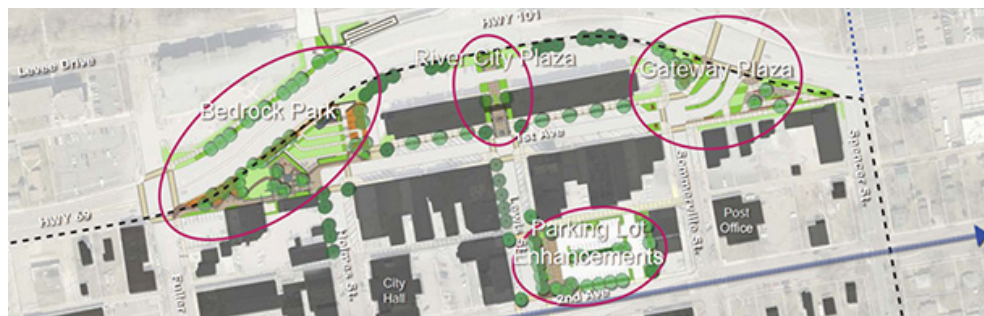 HWY 101
Levee Drive
River City Plaza
Gateway Plaza
Bedrock Park
1st Ave
HWY 69
Fuller
Holmes St.
Lewis St.
Sommerville St.
Spencer St.
Parking Lot
Enhancements
Post
Office
City
Hall
2nd Ave